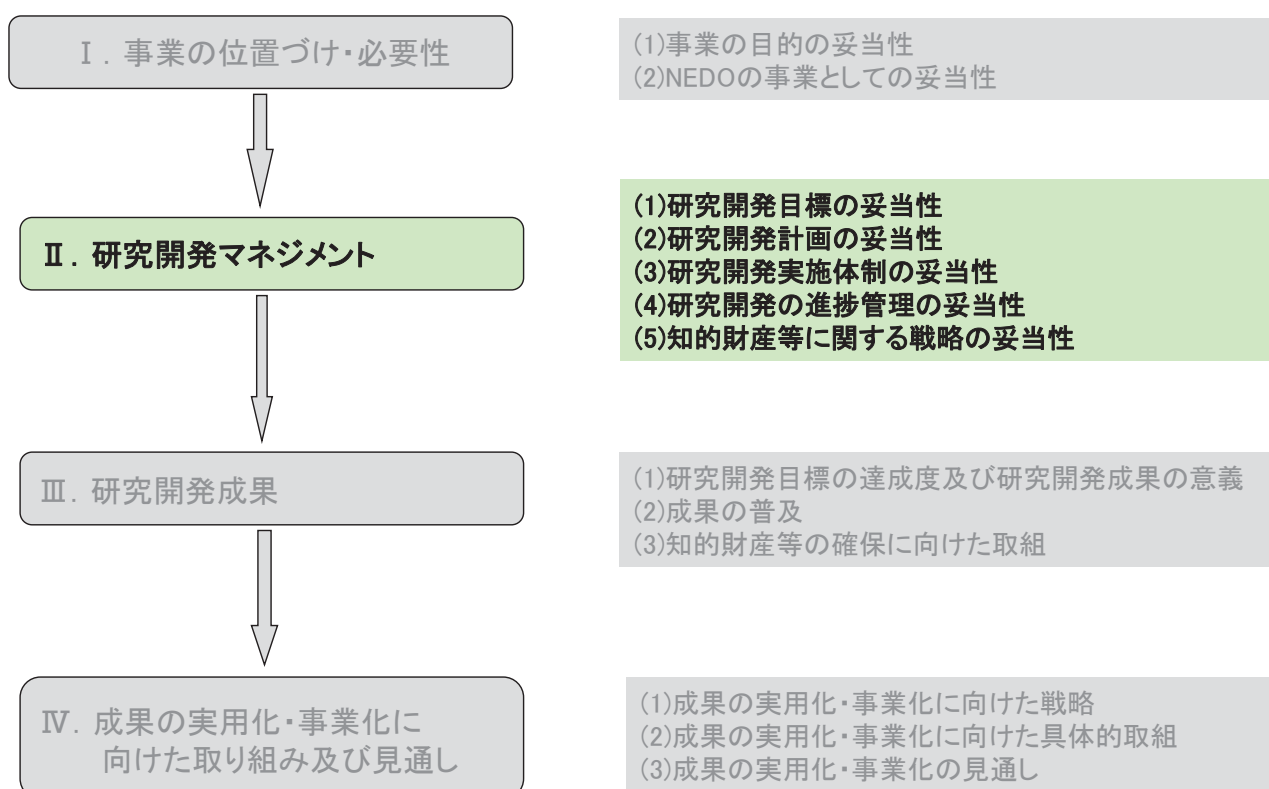 Ⅰ. 事業の位置づけ・必要性
(1)事業の目的の妥当性
(2)NEDOの事業としての妥当性
Ⅱ. 研究開発マネジメント
(1)研究開発目標の妥当性
(2)研究開発計画の妥当性
(3)研究開発実施体制の妥当性
(4)研究開発の進捗管理の妥当性
(5)知的財産等に関する戦略の妥当性
Ⅲ. 研究開発成果
(1)研究開発目標の達成度及び研究開発成果の意義
(2)成果の普及
(3)知的財産等の確保に向けた取組
Ⅳ. 成果の実用化・事業化に
向けた取り組み及び見通し
(1)成果の実用化・事業化に向けた戦略
(2)成果の実用化・事業化に向けた具体的取組
(3)成果の実用化・事業化の見通し